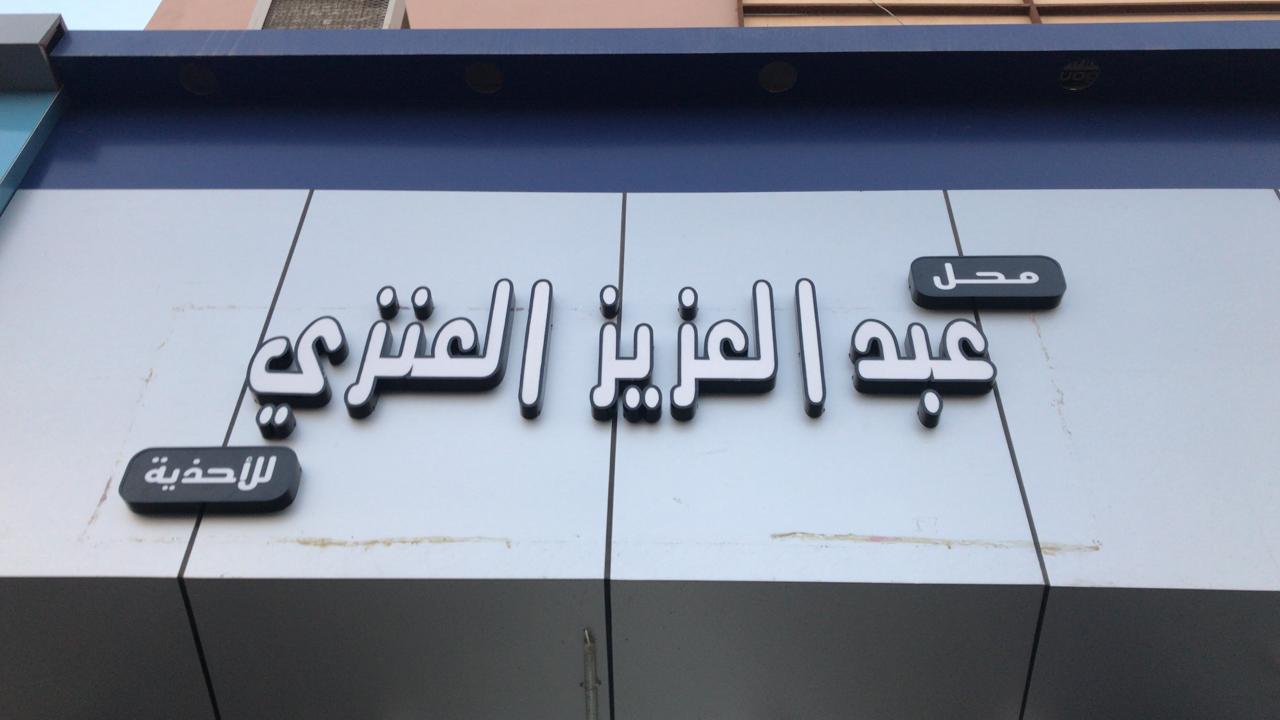 محل
عبد العزيز العنزي
للأحذية